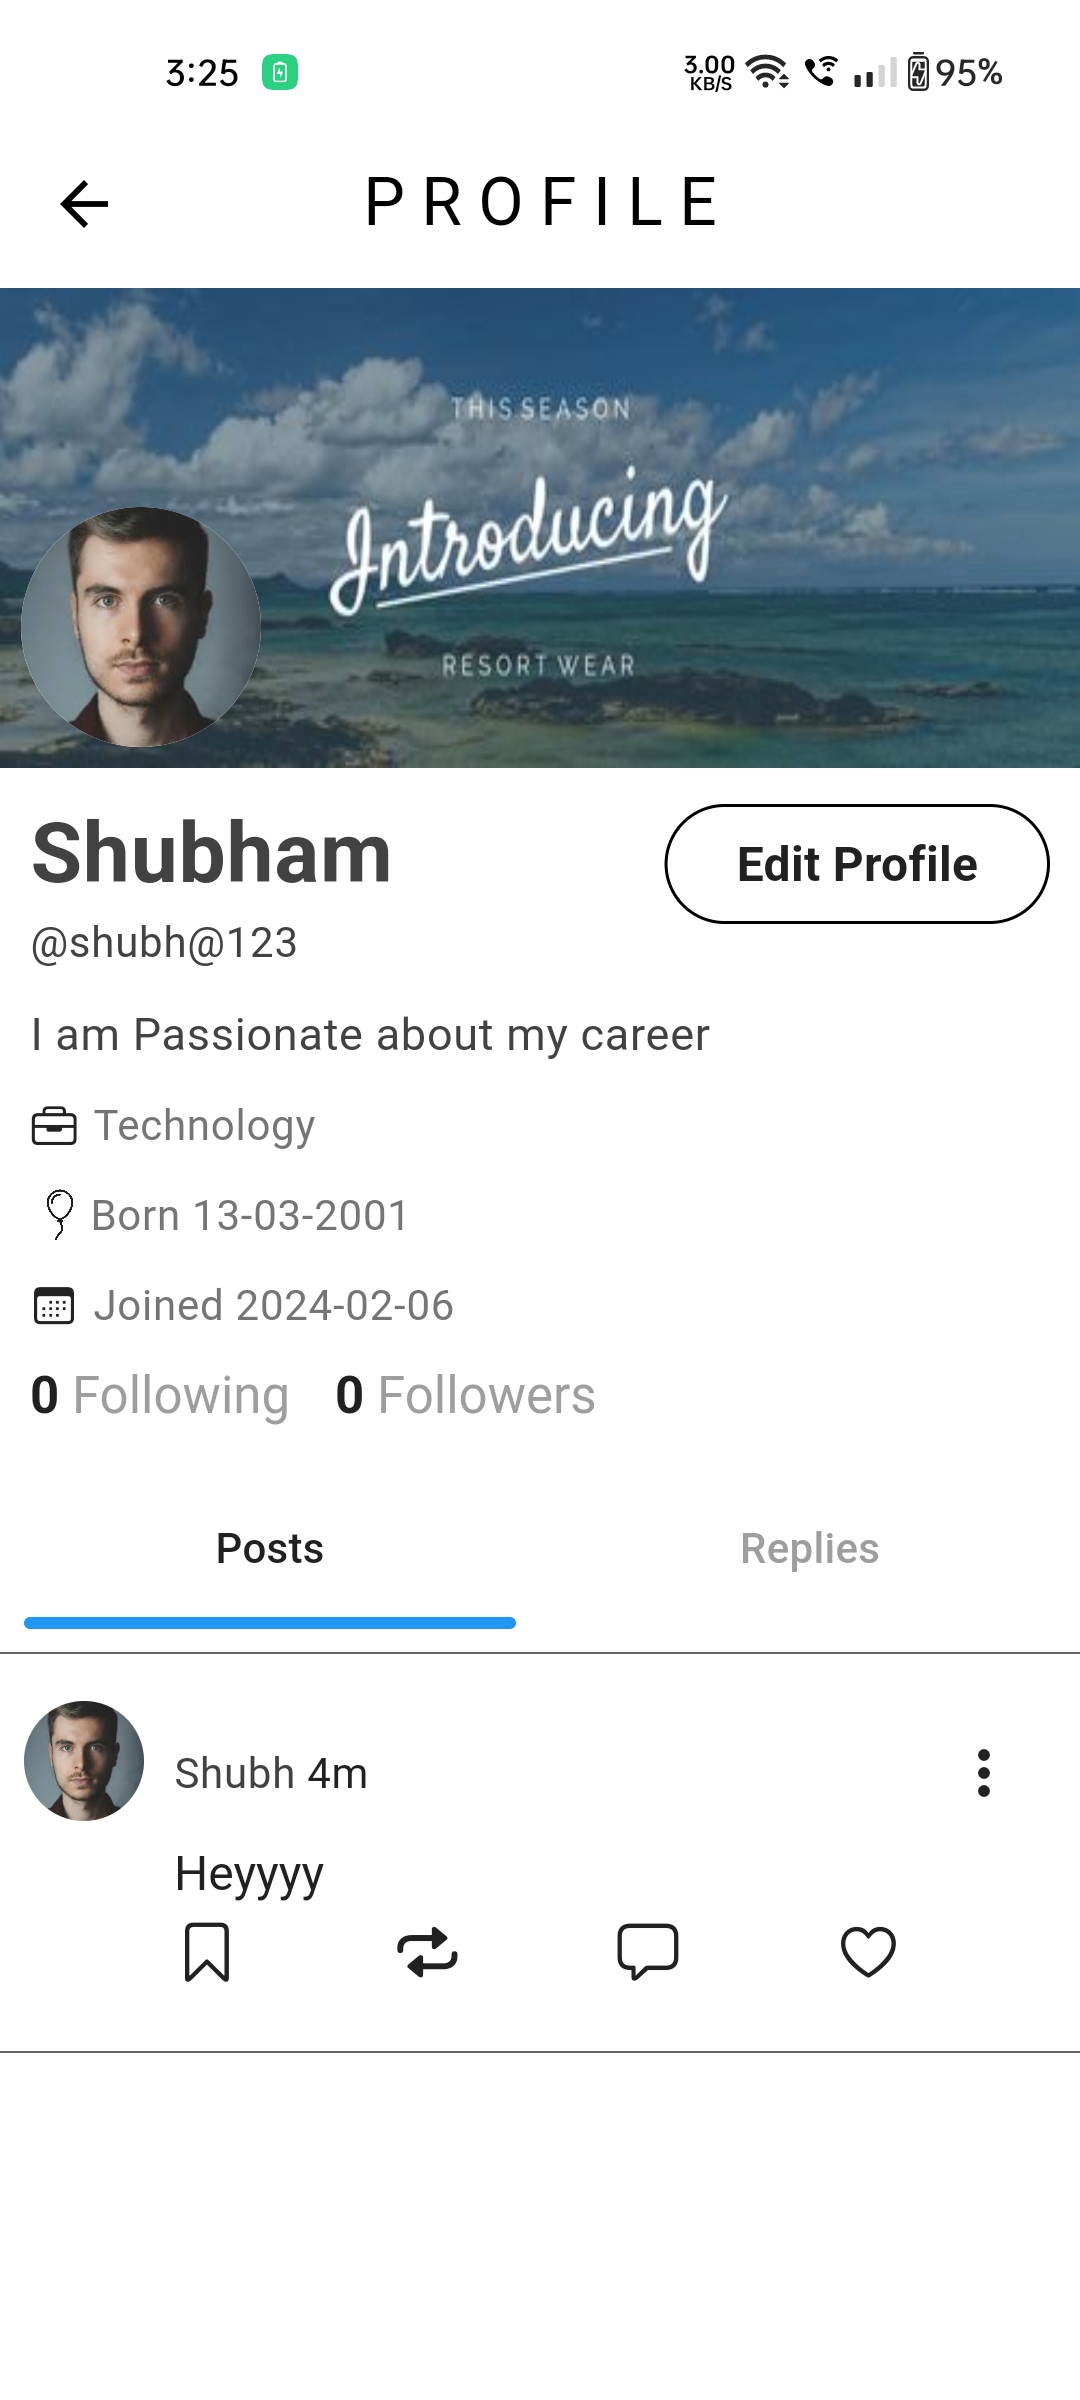 3:25
3.00 KB/S 95%
PROFILE
THIS SEASON
Introducing
RESORT WEAR
Shubham
Edit Profile
@shubh@123
I am Passionate about my career
Technology
Born 13-03-2001
Joined 2024-02-06
0 Following 0 Followers
Posts Replies
Shubh 4m
Heyyyy